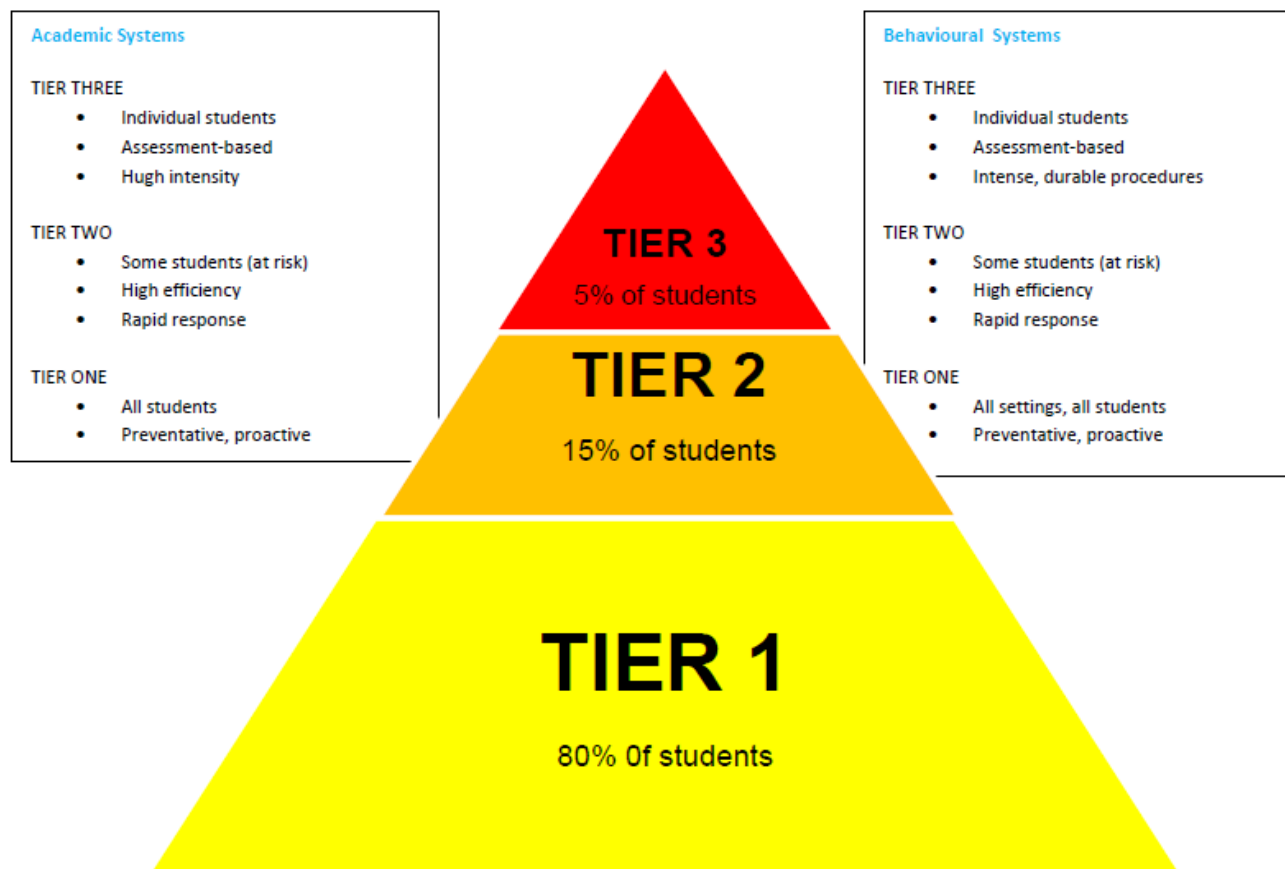 Academic Systems
TIER THREE
• Individual students
• Assessment-based
• Hugh intensity
TIER TWO
• Some students (at risk)
• High efficiency
• Rapid response
TIER ONE
• All students
• Preventative, proactive
TIER 3
5% of students
TIER 2
15% of students
TIER 1
80% 0f students
Behavioural Systems
TIER THREE
• Individual students
• Assessment-based
• Intense, durable procedures
TIER TWO
• Some students (at risk)
• High efficiency
• Rapid response
TIER ONE
• All settings, all students
• Preventative, proactive